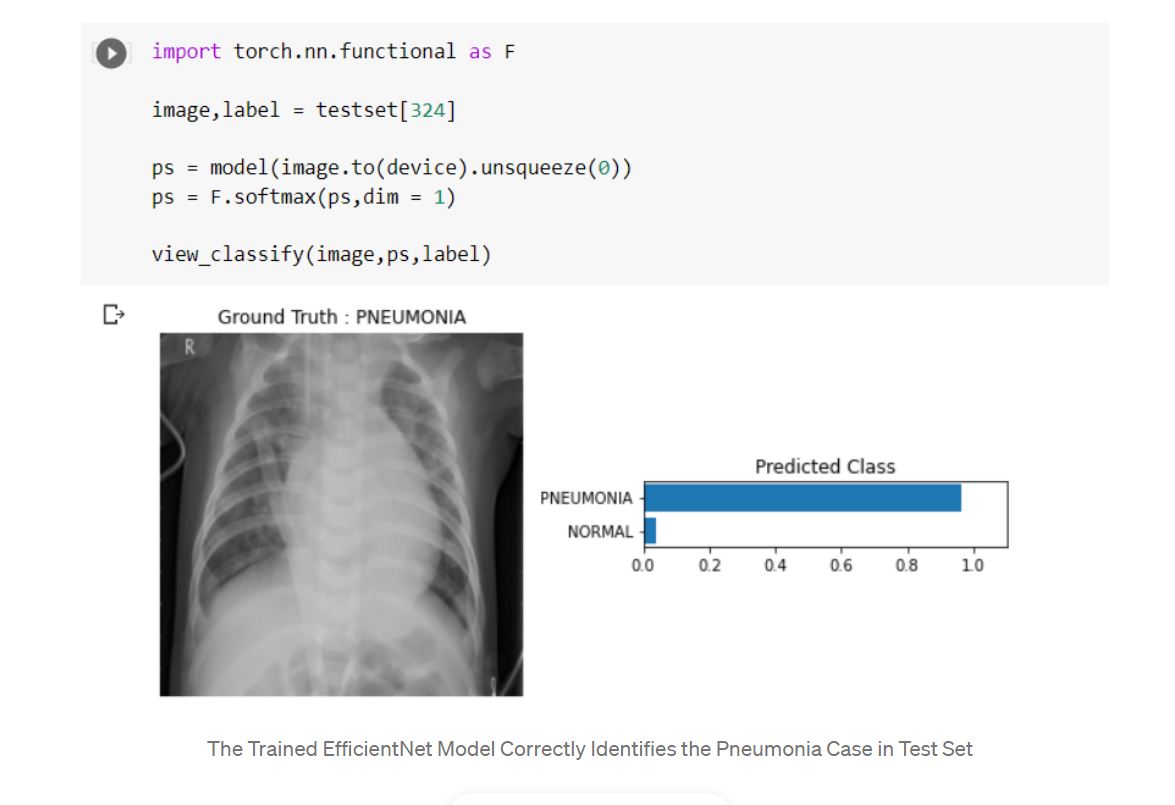 import torch.nn.functional as F
image,label = testset[324]
ps = model(image.to(device).unsqueeze(0))
ps = F.softmax(ps,dim = 1)
view_classify(image,ps,label)
Ground Truth : PNEUMONIA
R
Predicted Class
PNEUMONIA
NORMAL
0.0 0.2 0.4 0.6 0.8 1.0
The Trained EfficientNet Model Correctly Identifies the Pneumonia Case in Test Set